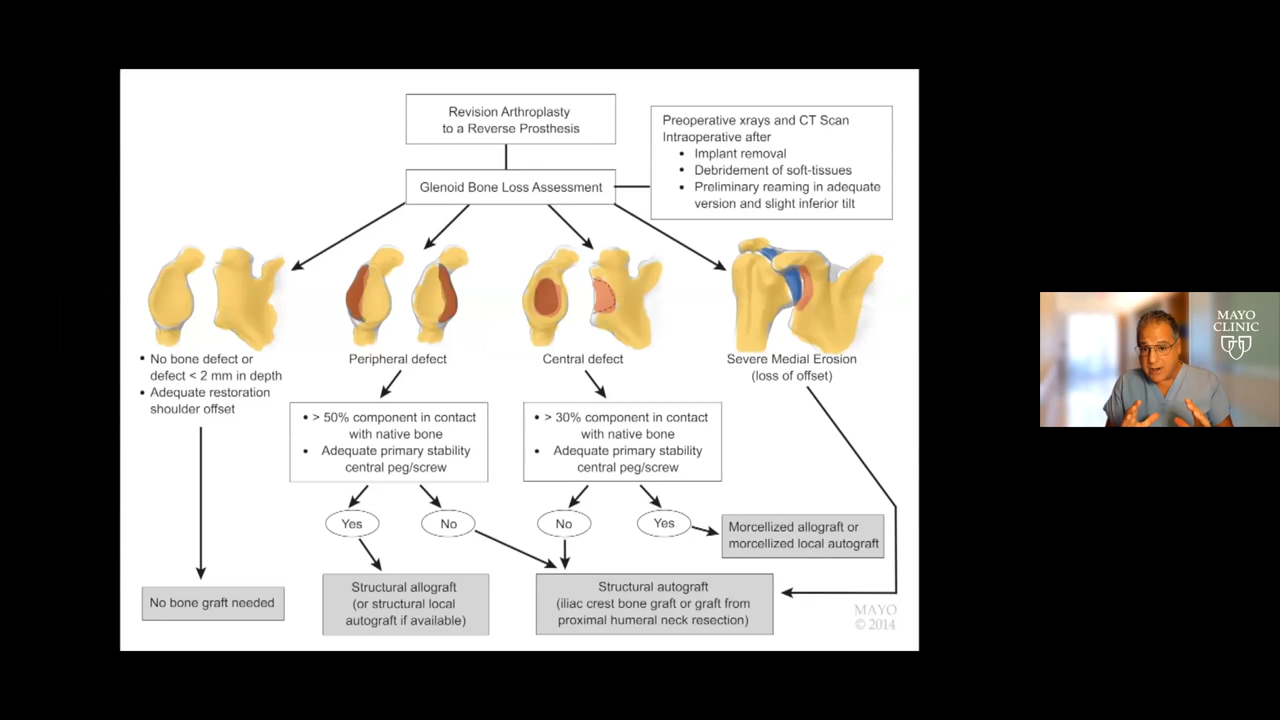 Revision Arthroplasty
to a Reverse Prosthesis
Preoperative xrays and CT Scan
Intraoperative after
• Implant removal
• Debridement of soft-tissues
• Preliminary reaming in adequate
version and slight inferior tilt
Glenoid Bone Loss Assessment
• No bone defect or
defect < 2 mm in depth
• Adequate restoration
shoulder offset
Peripheral defect
Central defect
Severe Medial Erosion
(loss of offset)
• > 50% component in contact
with native bone
• Adequate primary stability
central peg/screw
• > 30% component in contact
with native bone
• Adequate primary stability
central peg/screw
Yes
No
No
Yes
Morcellized allograft or
morcellized local autograft
No bone graft needed
Structural allograft
(or structural local
autograft if available)
Structural autograft
(iliac crest bone graft or graft from
proximal humeral neck resection)
MAYO
© 2014
MAYO
CLINIC